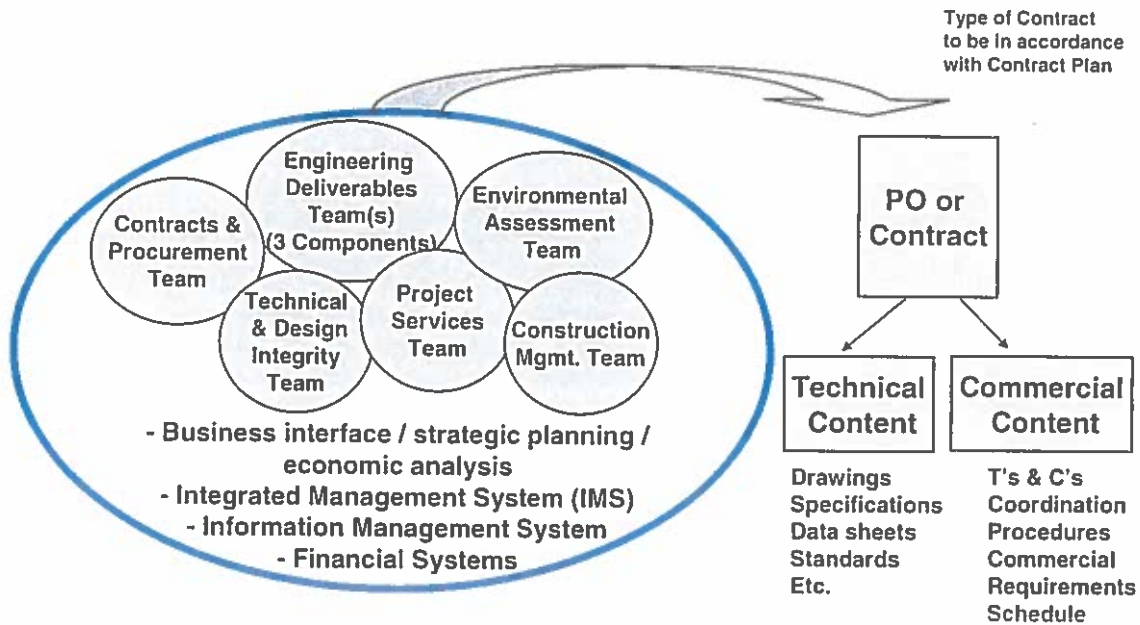 Type of Contract
to be in accordance
with Contract Plan
Engineering
Deliverables
Team(s)
(3 Components)
Environmental
Assessment
Team
Contracts &
Procurement
Team
Technical
& Design
Integrity
Team
Project
Services
Team
Construction
Mgmt. Team
- Business interface / strategic planning /
economic analysis
- Integrated Management System (IMS)
- Information Management System
- Financial Systems
PO or
Contract
Technical
Content
Commercial
Content
Drawings
Specifications
Data sheets
Standards
Etc.
T's & C's
Coordination
Procedures
Commercial
Requirements
Schedule